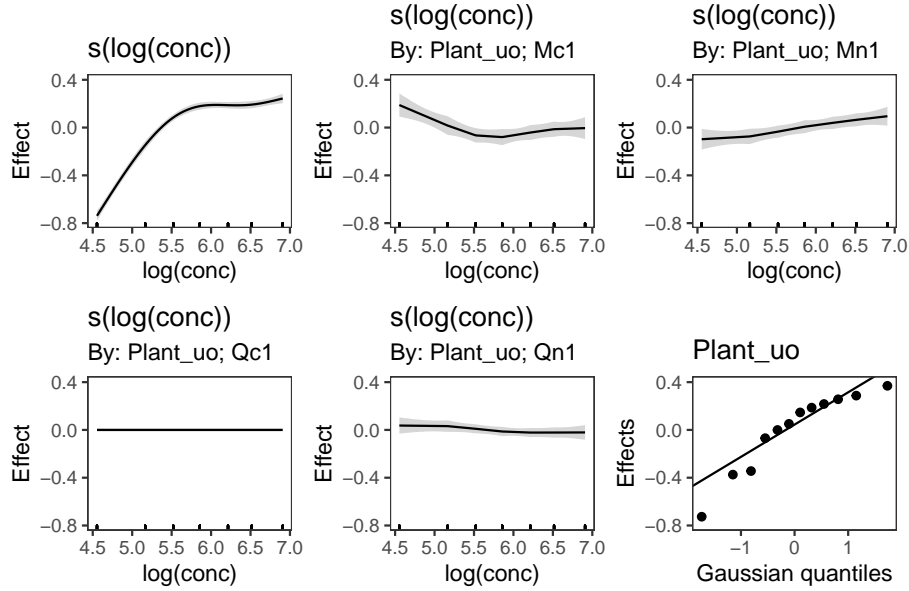 s(log(conc))
Effect
0.4
0.0
−0.4
−0.8
4.5 5.0 5.5 6.0 6.5 7.0
log(conc)
s(log(conc))
By: Plant_uo; Mc1
Effect
0.4
0.0
−0.4
−0.8
4.5 5.0 5.5 6.0 6.5 7.0
log(conc)
s(log(conc))
By: Plant_uo; Mn1
Effect
0.4
0.0
−0.4
−0.8
4.5 5.0 5.5 6.0 6.5 7.0
log(conc)
s(log(conc))
By: Plant_uo; Qc1
Effect
0.4
0.0
−0.4
−0.8
4.5 5.0 5.5 6.0 6.5 7.0
log(conc)
s(log(conc))
By: Plant_uo; Qn1
Effect
0.4
0.0
−0.4
−0.8
4.5 5.0 5.5 6.0 6.5 7.0
log(conc)
Plant_uo
Effects
0.4
0.0
−0.4
−0.8
−1 0 1
Gaussian quantiles